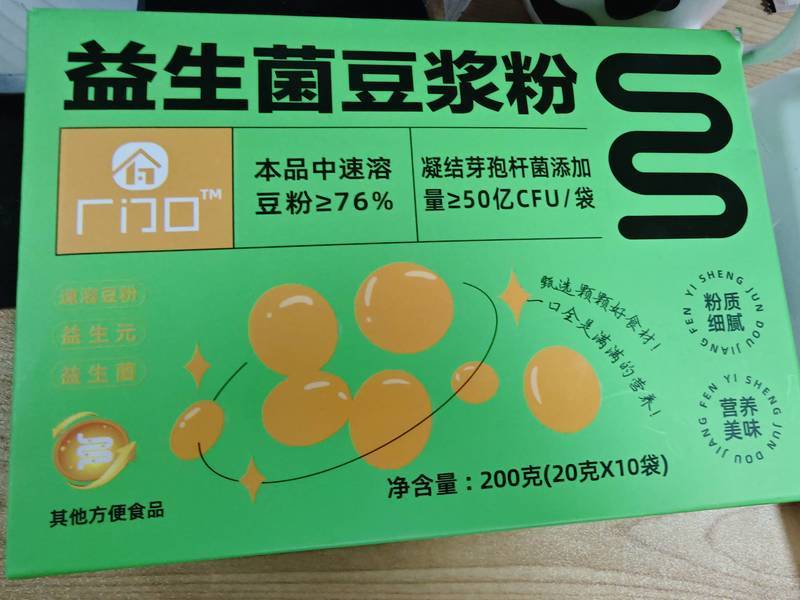 益生菌豆浆粉
TM
本品中速溶
豆粉≥76%
凝结芽孢杆菌添加
量≥50亿CFU/袋
速溶豆粉
益生元
益生菌
甄选颗颗好食材!
一口全是满满的营养!
粉质
细腻
YI SHENG JUN DOU JIANG FEN
营养
美味
YI SHENG JUN DOU JIANG FEN
净含量：200克(20克X10袋)
其他方便食品